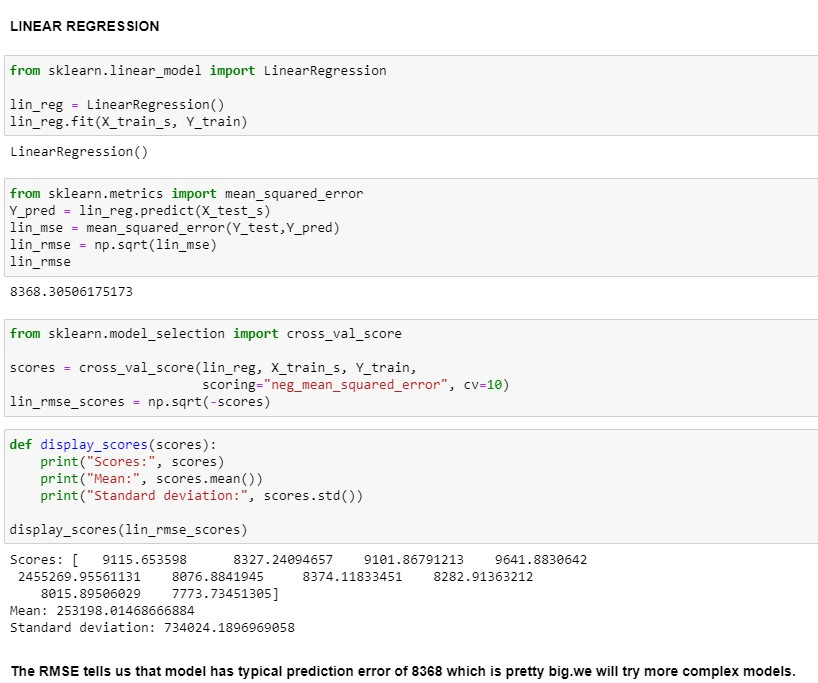 LINEAR REGRESSION
from sklearn.linear_model import LinearRegression
lin_reg = LinearRegression()
lin_reg.fit(X_train_s, Y_train)
LinearRegression()
from sklearn.metrics import mean_squared_error
Y_pred = lin_reg.predict(X_test_s)
lin_mse = mean_squared_error(Y_test,Y_pred)
lin_rmse = np.sqrt(lin_mse)
lin_rmse
8368.30506175173
from sklearn.model_selection import cross_val_score
scores = cross_val_score(lin_reg, X_train_s, Y_train,
                         scoring="neg_mean_squared_error", cv=10)
lin_rmse_scores = np.sqrt(-scores)
def display_scores(scores):
    print("Scores:", scores)
    print("Mean:", scores.mean())
    print("Standard deviation:", scores.std())
display_scores(lin_rmse_scores)
Scores: [   9115.653598      8327.24094657    9101.86791213    9641.8830642
 2455269.95561131    8076.8841945     8374.11833451    8282.91363212
    8015.89506029    7773.73451305]
Mean: 253198.01468666884
Standard deviation: 734024.1896969058
The RMSE tells us that model has typical prediction error of 8368 which is pretty big.we will try more complex models.